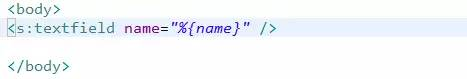 <body>
<s:textfield name="%{name}" />
</body>